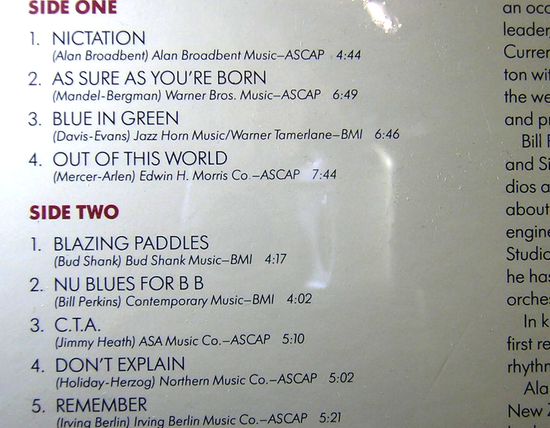 SIDE ONE
1. NICTATION
(Alan Broadbent) Alan Broadbent Music–ASCAP 4:44
2. AS SURE AS YOU'RE BORN
(Mandel-Bergman) Warner Bros. Music–ASCAP 6:49
3. BLUE IN GREEN
(Davis-Evans) Jazz Horn Music/Warner Tamerlane–BMI 6:46
4. OUT OF THIS WORLD
(Mercer-Arlen) Edwin H. Morris Co.–ASCAP 7:44
SIDE TWO
1. BLAZING PADDLES
(Bud Shank) Bud Shank Music–BMI 4:17
2. NU BLUES FOR B B
(Bill Perkins) Contemporary Music–BMI 4:02
3. C.T.A.
(Jimmy Heath) ASA Music Co.–ASCAP 5:10
4. DON'T EXPLAIN
(Holiday-Herzog) Northern Music Co.–ASCAP 5:02
5. REMEMBER
(Irving Berlin) Irving Berlin Music Co.–ASCAP 5:21
an occ
leader
Curren
ton wit
the we
and pr
Bill P
and Si
dios a
about
engine
Studio
he has
orches
In k
first re
rhythm
Ala
New Z